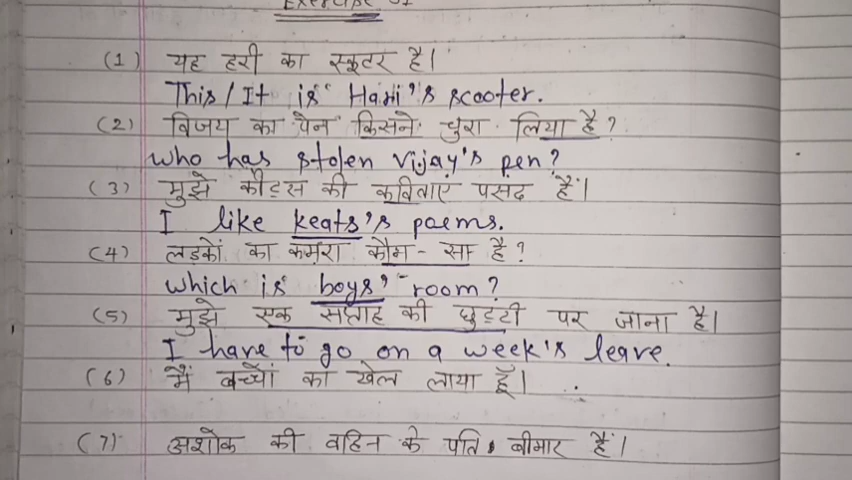 Exercise 01
(1) यह हरी का स्कूटर है।
This/It is Hari's scooter.
(2) विजय का पेन किसने चुरा लिया है?
Who has stolen Vijay's pen?
(3) मुझे कीट्स की कविताएं पसंद हैं।
I like keats's poems.
(4) लड़कों का कमरा कौन-सा है?
which is boys' room?
(5) मुझे एक सप्ताह की छुट्टी पर जाना है।
I have to go on a week's leave.
(6) मैं बच्चों का खेल लाया हूँ।
(7) अशोक की बहिन के पति बीमार हैं।